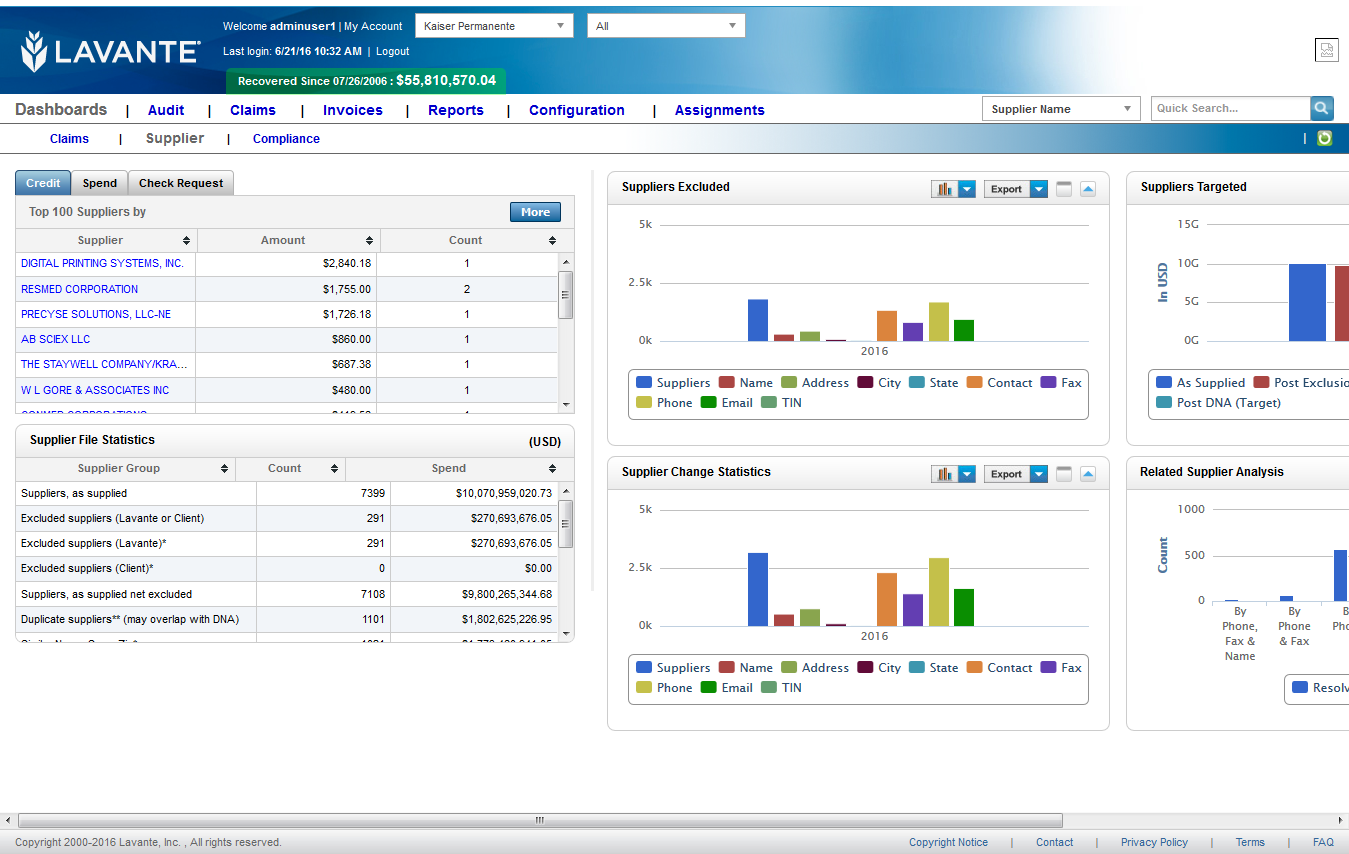 Welcome adminuser1 | My Account Kaiser Permanente All
LAVANTE®
Last login: 6/21/16 10:32 AM | Logout
Recovered Since 07/26/2006 : $55,810,570.04
Dashboards | Audit | Claims | Invoices | Reports | Configuration | Assignments Supplier Name Quick Search...
Claims | Supplier | Compliance |
Credit Spend Check Request
Top 100 Suppliers by More
Supplier Amount Count
DIGITAL PRINTING SYSTEMS, INC. $2,840.18 1
RESMED CORPORATION $1,755.00 2
PRECYSE SOLUTIONS, LLC-NE $1,726.18 1
AB SCIEX LLC $860.00 1
THE STAYWELL COMPANY/KRA... $687.38 1
W L GORE & ASSOCIATES INC $480.00 1
Supplier File Statistics (USD)
Supplier Group Count Spend
Suppliers, as supplied 7399 $10,070,959,020.73
Excluded suppliers (Lavante or Client) 291 $270,693,676.05
Excluded suppliers (Lavante)* 291 $270,693,676.05
Excluded suppliers (Client)* 0 $0.00
Suppliers, as supplied net excluded 7108 $9,800,265,344.68
Duplicate suppliers** (may overlap with DNA) 1101 $1,802,625,226.95
Suppliers Excluded Export
5k
2.5k
0k
2016
Suppliers Name Address City State Contact Fax
Phone Email TIN
Supplier Change Statistics Export
5k
2.5k
0k
2016
Suppliers Name Address City State Contact Fax
Phone Email TIN
Suppliers Targeted
In USD
15G
10G
5G
0G
As Supplied Post Exclusio
Post DNA (Target)
Related Supplier Analysis
Count
1000
500
0
By Phone, Fax & Name
By Phone & Fax
B
Pho
Resolv
Copyright 2000-2016 Lavante, Inc. , All rights reserved. Copyright Notice | Contact | Privacy Policy | Terms | FAQ